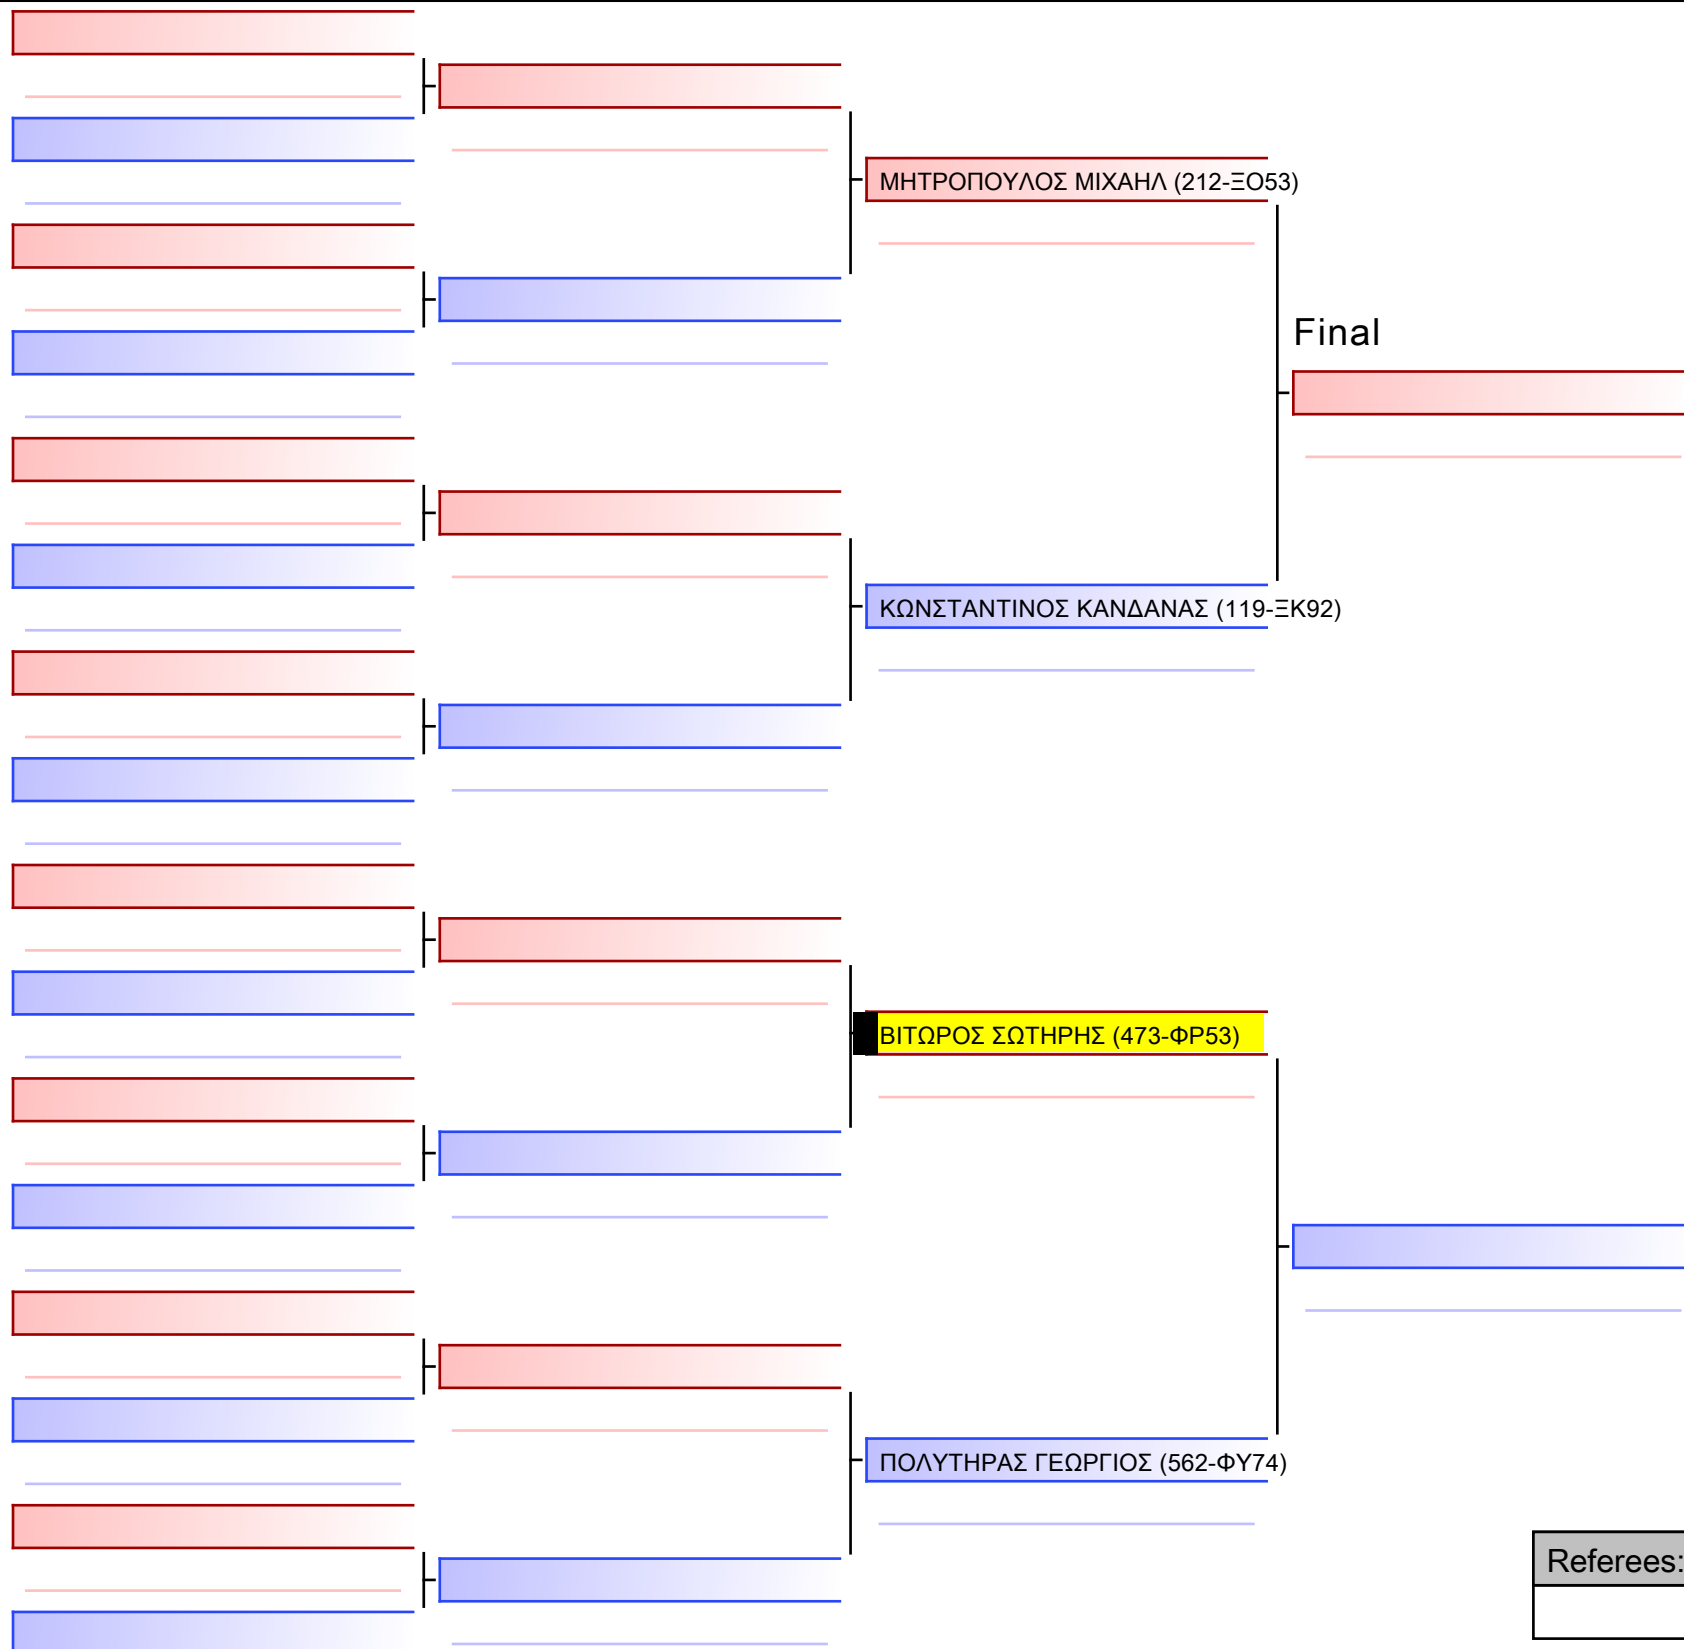 ΜΗΤΡΟΠΟΥΛΟΣ ΜΙΧΑΗΛ (212-ΞΟ53)
Final
ΚΩΝΣΤΑΝΤΙΝΟΣ ΚΑΝΔΑΝΑΣ (119-ΞΚ92)
ΒΙΤΩΡΟΣ ΣΩΤΗΡΗΣ (473-ΦΡ53)
ΠΟΛΥΤΗΡΑΣ ΓΕΩΡΓΙΟΣ (562-ΦΥ74)
Referees: